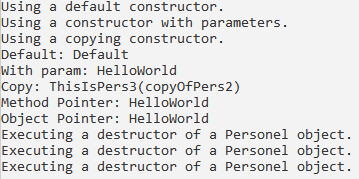 Using a default constructor.
Using a constructor with parameters.
Using a copying constructor.
Default: Default
With param: HelloWorld
Copy: ThisIsPers3(copyOfPers2)
Method Pointer: HelloWorld
Object Pointer: HelloWorld
Executing a destructor of a Personel object.
Executing a destructor of a Personel object.
Executing a destructor of a Personel object.